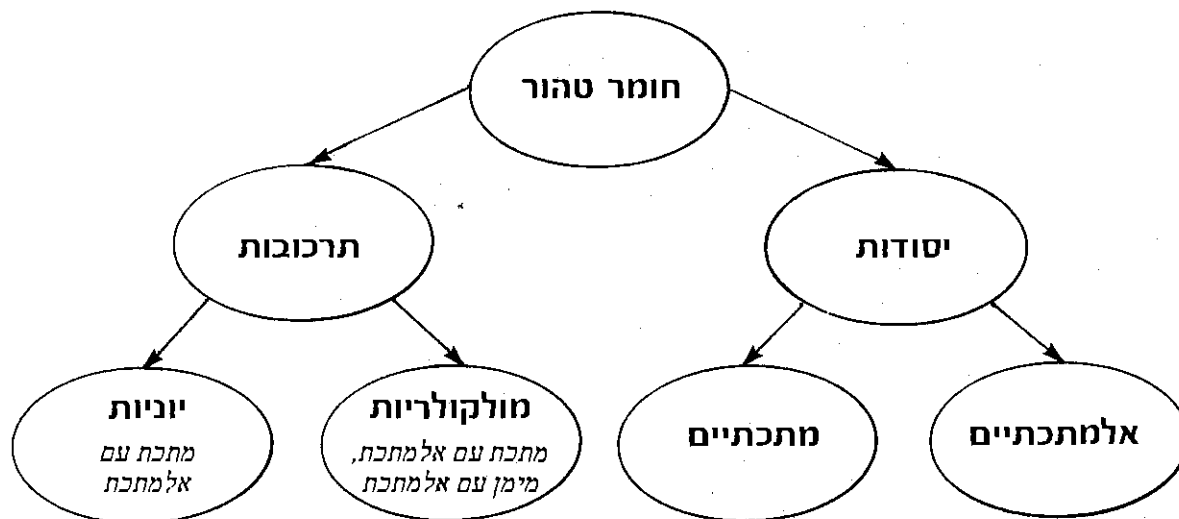 חומר טהור
יסודות
תרכובות
אלמתכתיים
מתכתיים
מולקולריות
מתכת עם אלמתכת,
מימן עם אלמתכת
יוניות
מתכת עם
אלמתכת